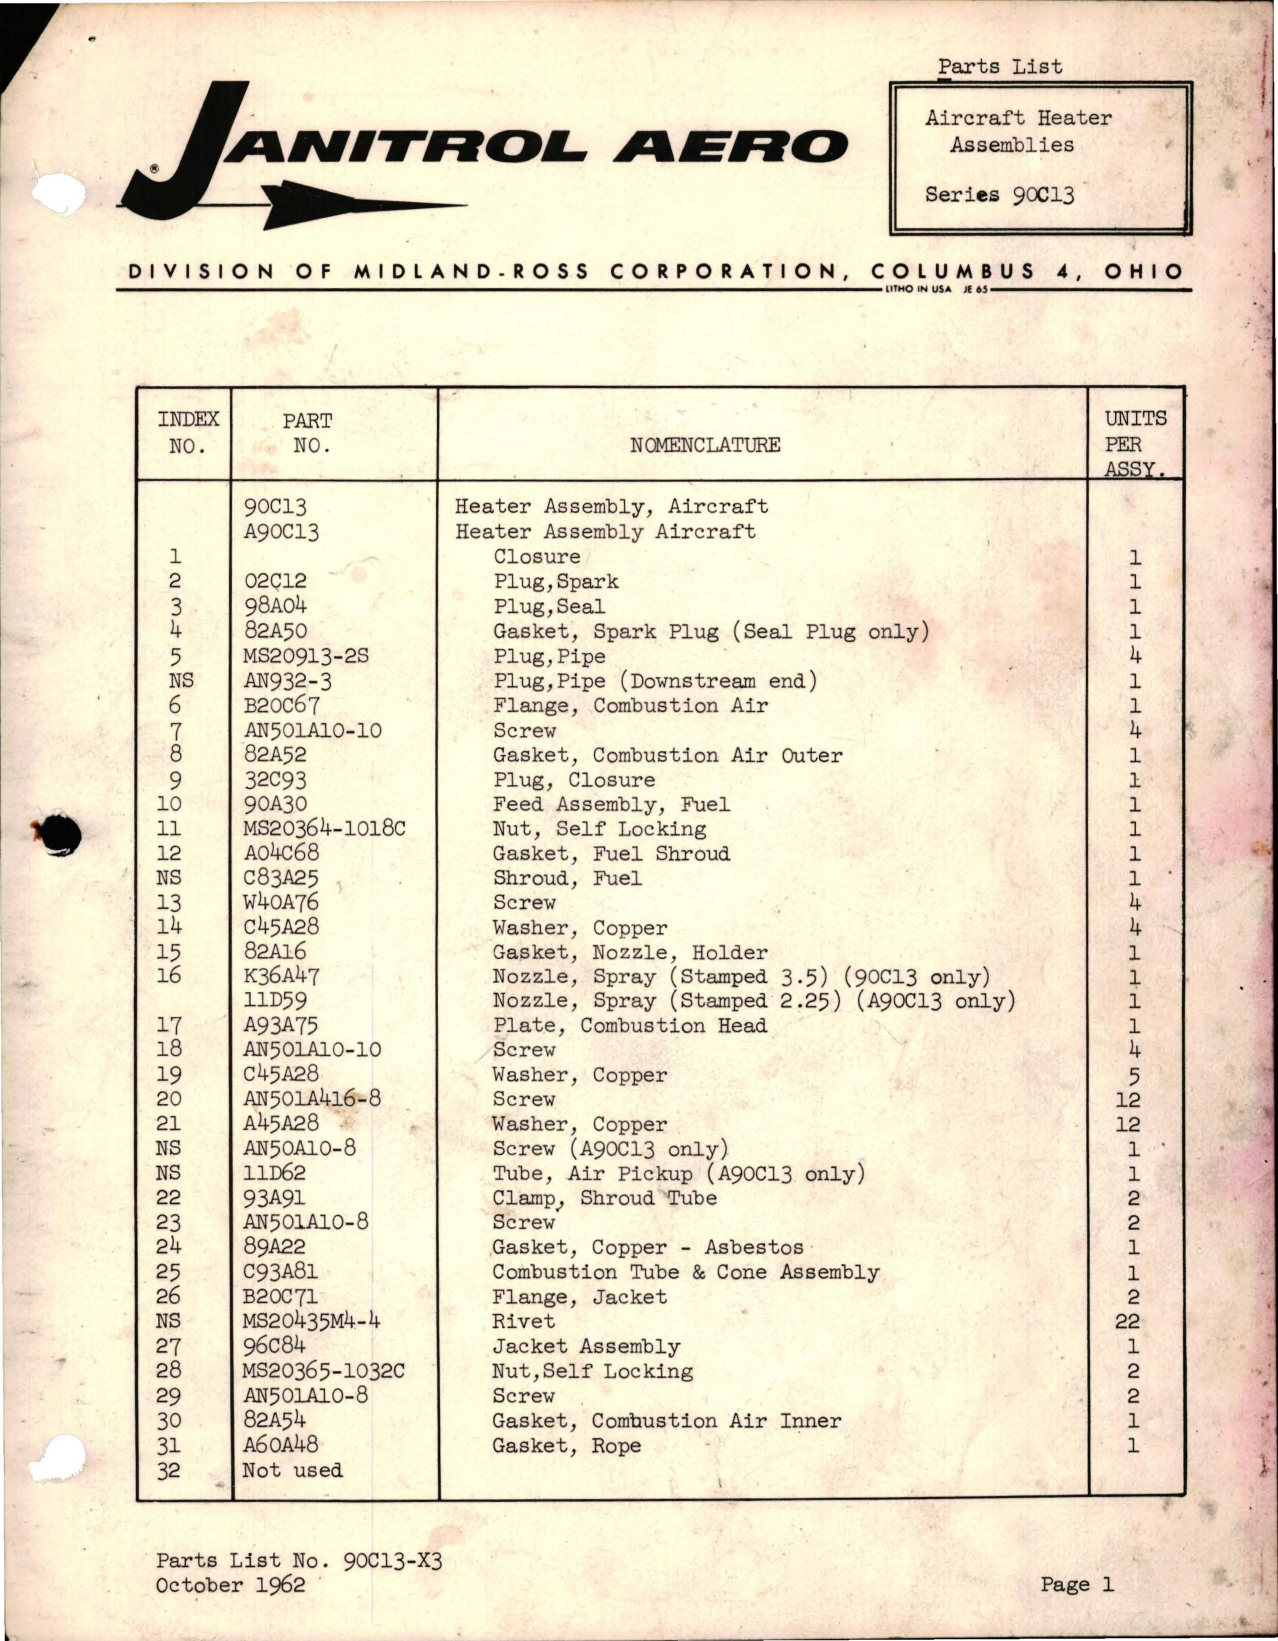 Parts List
JANITROL AERO
®
Aircraft Heater
Assemblies
Series 90C13
DIVISION OF MIDLAND-ROSS CORPORATION, COLUMBUS 4, OHIO
LITHO IN USA JE 65
INDEX NO. PART NO. NOMENCLATURE UNITS PER ASSY.
90C13 Heater Assembly, Aircraft
A90C13 Heater Assembly Aircraft
1 Closure 1
2 02C12 Plug,Spark 1
3 98A04 Plug,Seal 1
4 82A50 Gasket, Spark Plug (Seal Plug only) 1
5 MS20913-2S Plug,Pipe 4
NS AN932-3 Plug,Pipe (Downstream end) 1
6 B20C67 Flange, Combustion Air 1
7 AN501A10-10 Screw 4
8 82A52 Gasket, Combustion Air Outer 1
9 32C93 Plug, Closure 1
10 90A30 Feed Assembly, Fuel 1
11 MS20364-1018C Nut, Self Locking 1
12 A04C68 Gasket, Fuel Shroud 1
NS C83A25 Shroud, Fuel 1
13 W40A76 Screw 4
14 C45A28 Washer, Copper 4
15 82A16 Gasket, Nozzle, Holder 1
16 K36A47 Nozzle, Spray (Stamped 3.5) (90C13 only) 1
11D59 Nozzle, Spray (Stamped 2.25) (A90C13 only) 1
17 A93A75 Plate, Combustion Head 1
18 AN501A10-10 Screw 4
19 C45A28 Washer, Copper 5
20 AN501A416-8 Screw 12
21 A45A28 Washer, Copper 12
NS AN50A10-8 Screw (A90C13 only) 1
NS 11D62 Tube, Air Pickup (A90C13 only) 1
22 93A91 Clamp, Shroud Tube 2
23 AN501A10-8 Screw 2
24 89A22 Gasket, Copper - Asbestos 1
25 C93A81 Combustion Tube & Cone Assembly 1
26 B20C71 Flange, Jacket 2
NS MS20435M4-4 Rivet 22
27 96C84 Jacket Assembly 1
28 MS20365-1032C Nut,Self Locking 2
29 AN501A10-8 Screw 2
30 82A54 Gasket, Combustion Air Inner 1
31 A60A48 Gasket, Rope 1
32 Not used
Parts List No. 90C13-X3
October 1962
Page 1